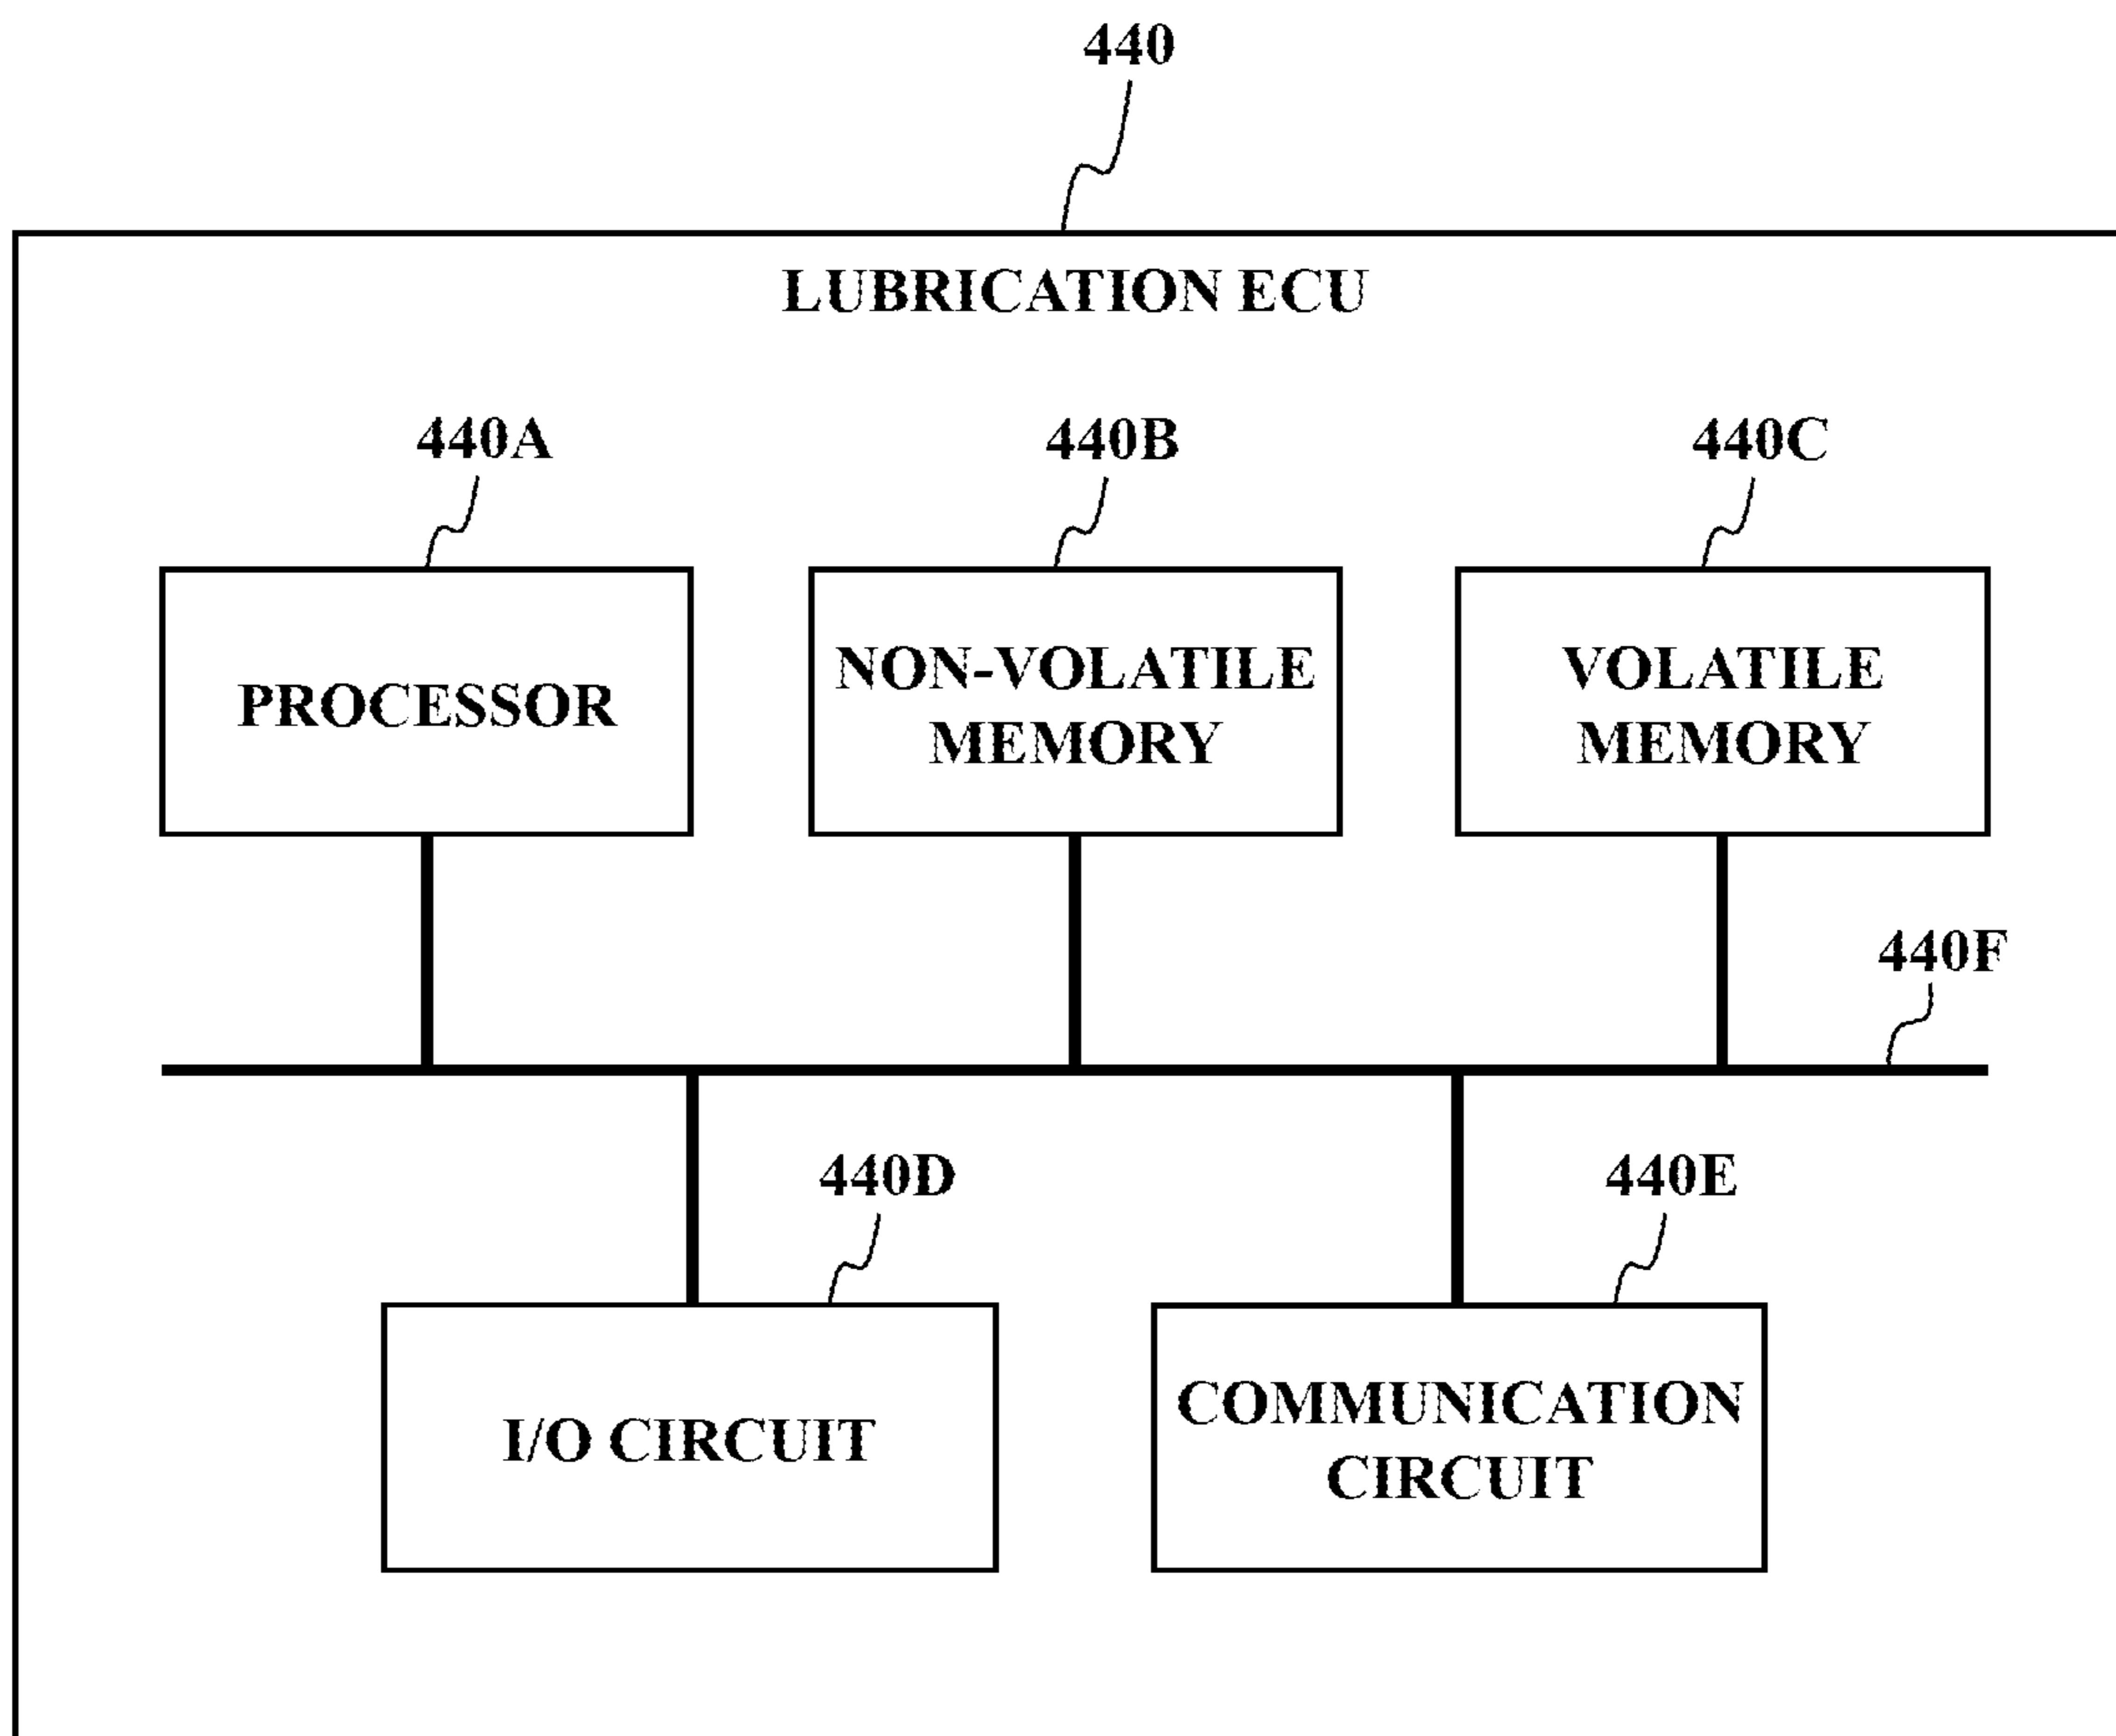 440
LUBRICATION ECU
440A
440B
440C
PROCESSOR
NON-VOLATILE
MEMORY
VOLATILE
MEMORY
440F
440D
440E
I/O CIRCUIT
COMMUNICATION
CIRCUIT